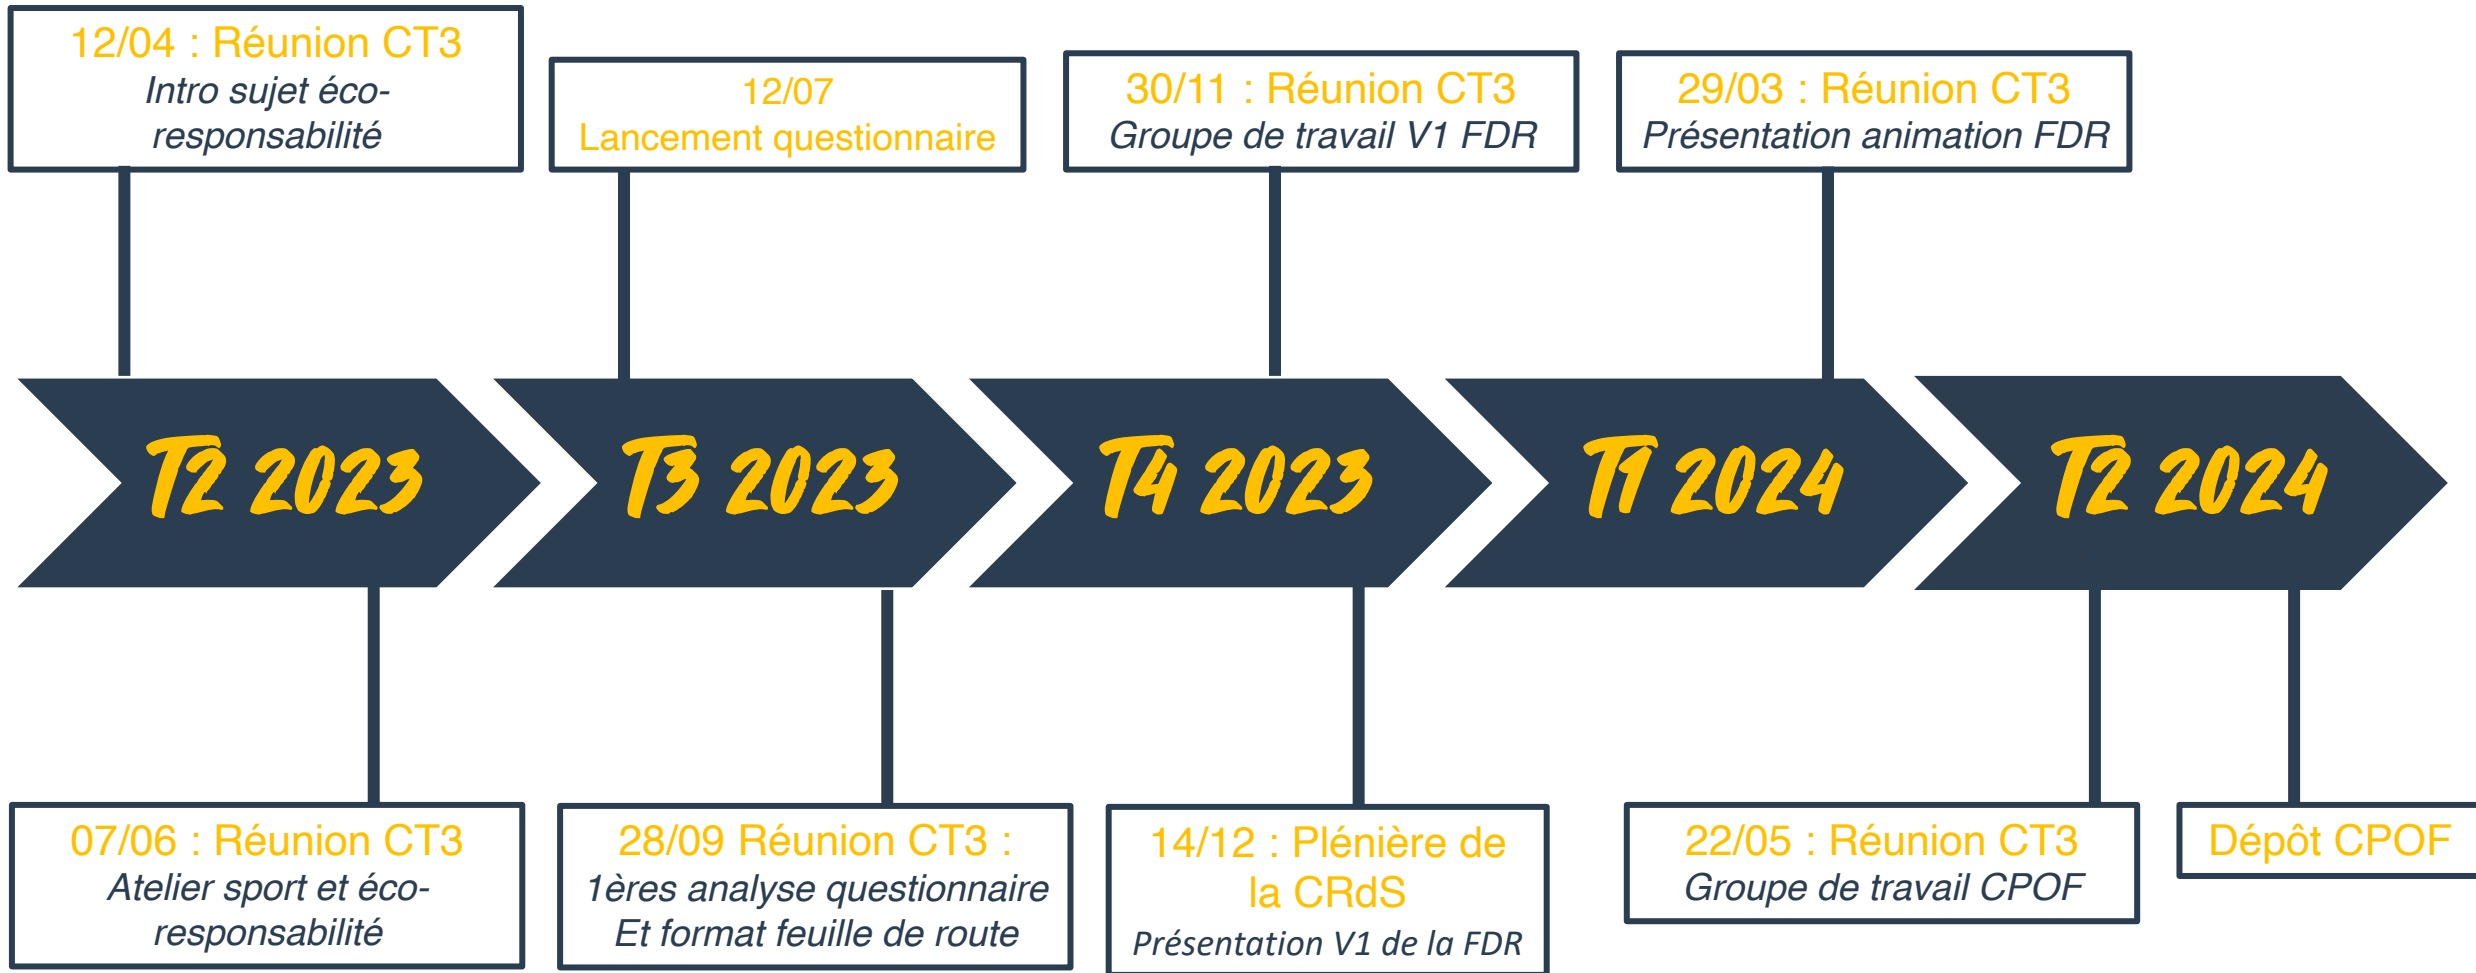 12/04 : Réunion CT3
Intro sujet éco-
responsabilité
12/07
Lancement questionnaire
30/11 : Réunion CT3
Groupe de travail V1 FDR
29/03 : Réunion CT3
Présentation animation FDR
T2 2023
T3 2023
T4 2023
T1 2024
T2 2024
07/06 : Réunion CT3
Atelier sport et éco-
responsabilité
28/09 Réunion CT3 :
1ères analyse questionnaire
Et format feuille de route
14/12 : Plénière de
la CRdS
Présentation V1 de la FDR
22/05 : Réunion CT3
Groupe de travail CPOF
Dépôt CPOF